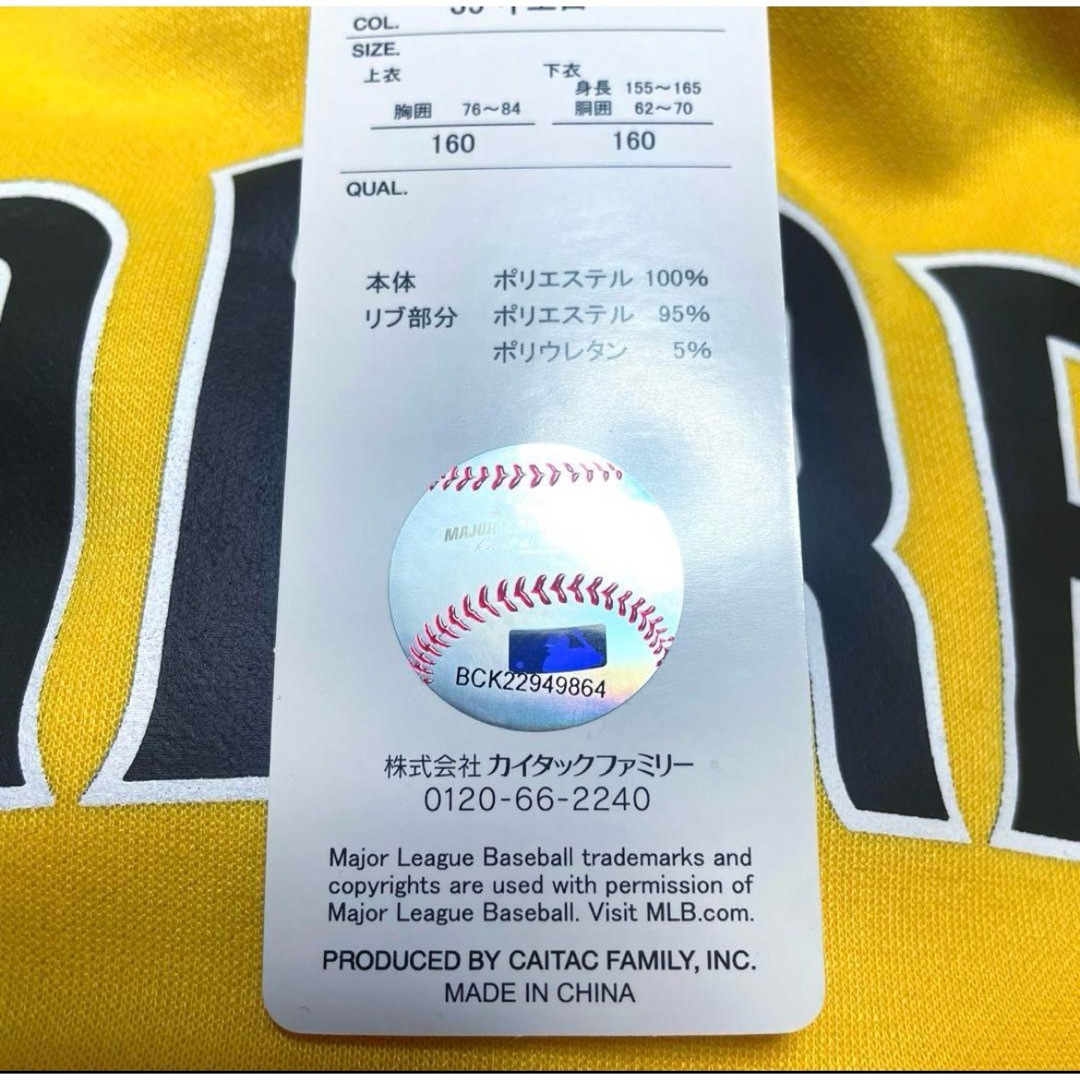 COL.
SIZE.
上衣 下衣
身長 155～165
胸囲 76～84 胴囲 62～70
160 160
QUAL.
本体 ポリエステル 100%
リブ部分 ポリエステル 95%
ポリウレタン 5%
MAJOR
BCK22949864
株式会社 カイタックファミリー
0120-66-2240
Major League Baseball trademarks and
copyrights are used with permission of
Major League Baseball. Visit MLB.com.
PRODUCED BY CAITAC FAMILY, INC.
MADE IN CHINA